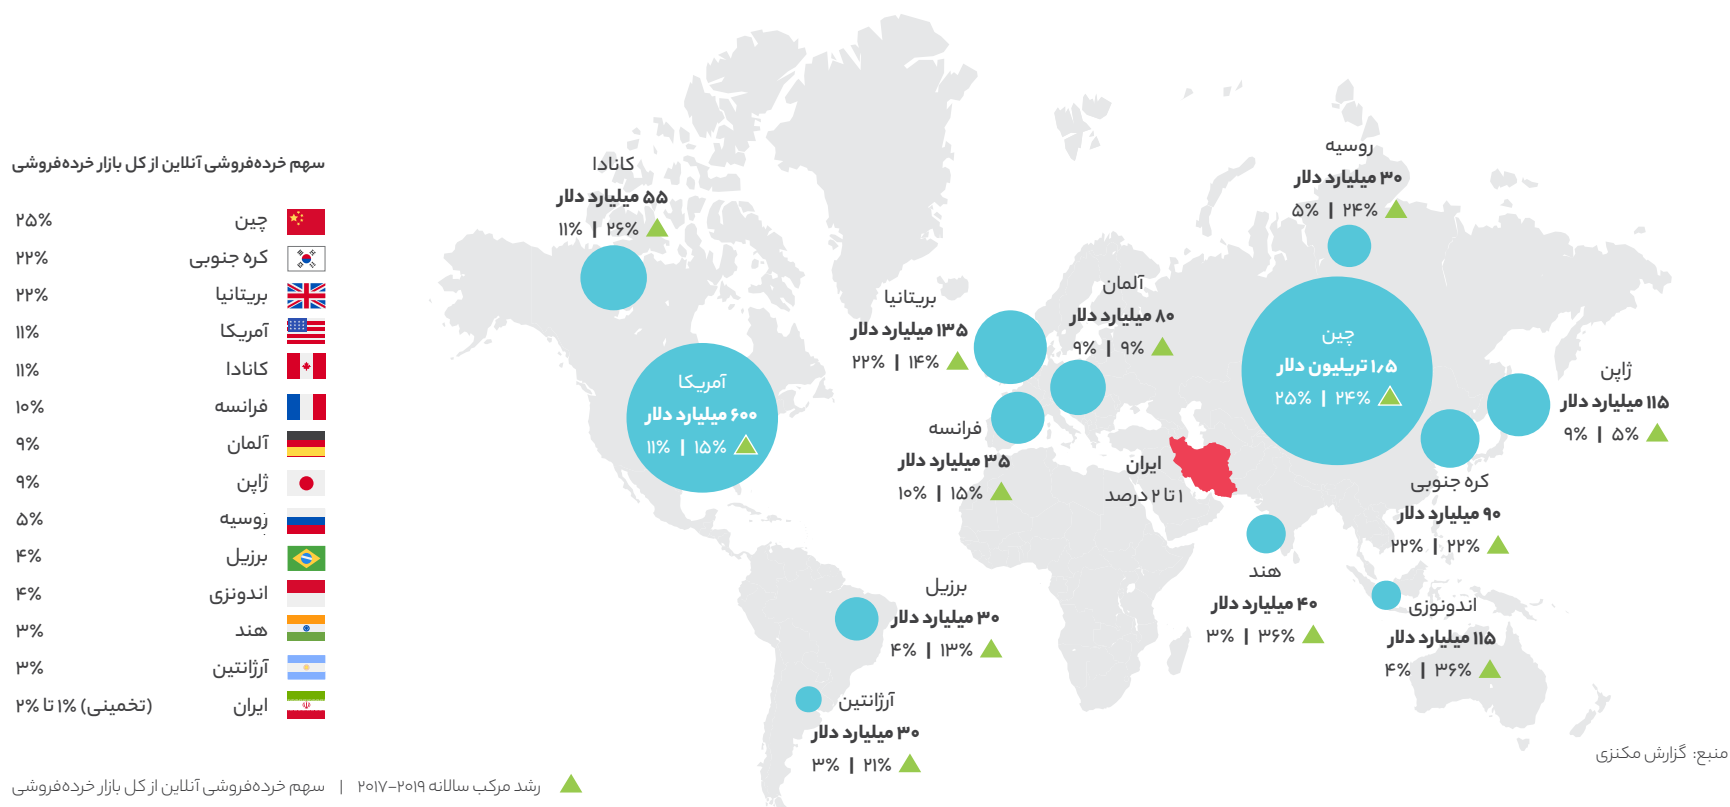 سهم خرده‌فروشی آنلاین از کل بازار خرده‌فروشی
چین ۲۵%
کره جنوبی ۲۲%
بریتانیا ۲۲%
آمریکا ۱۱%
کانادا ۱۱%
فرانسه ۱۰%
آلمان ۹%
ژاپن ۹%
روسیه ۵%
برزیل ۴%
اندونزی ۴%
هند ۳%
آرژانتین ۳%
ایران (تخمینی) ۱% تا ۲%
کانادا
۵۵ میلیارد دلار
۲۶% | ۱۱%
آمریکا
۶۰۰ میلیارد دلار
۱۵% | ۱۱%
بریتانیا
۱۳۵ میلیارد دلار
۱۴% | ۲۲%
آلمان
۸۰ میلیارد دلار
۹% | ۹%
فرانسه
۳۵ میلیارد دلار
۱۵% | ۱۰%
روسیه
۳۰ میلیارد دلار
۲۴% | ۵%
چین
۱٫۵ تریلیون دلار
۲۴% | ۲۵%
ژاپن
۱۱۵ میلیارد دلار
۵% | ۹%
کره جنوبی
۹۰ میلیارد دلار
۲۲% | ۲۲%
ایران
۱ تا ۲ درصد
هند
۴۰ میلیارد دلار
۳۶% | ۳%
اندونوزی
۱۱۵ میلیارد دلار
۳۶% | ۴%
برزیل
۳۰ میلیارد دلار
۱۳% | ۴%
آرژانتین
۳۰ میلیارد دلار
۲۱% | ۳%
منبع: گزارش مکنزی
رشد مرکب سالانه ۲۰۱۹-۲۰۱۷ | سهم خرده‌فروشی آنلاین از کل بازار خرده‌فروشی